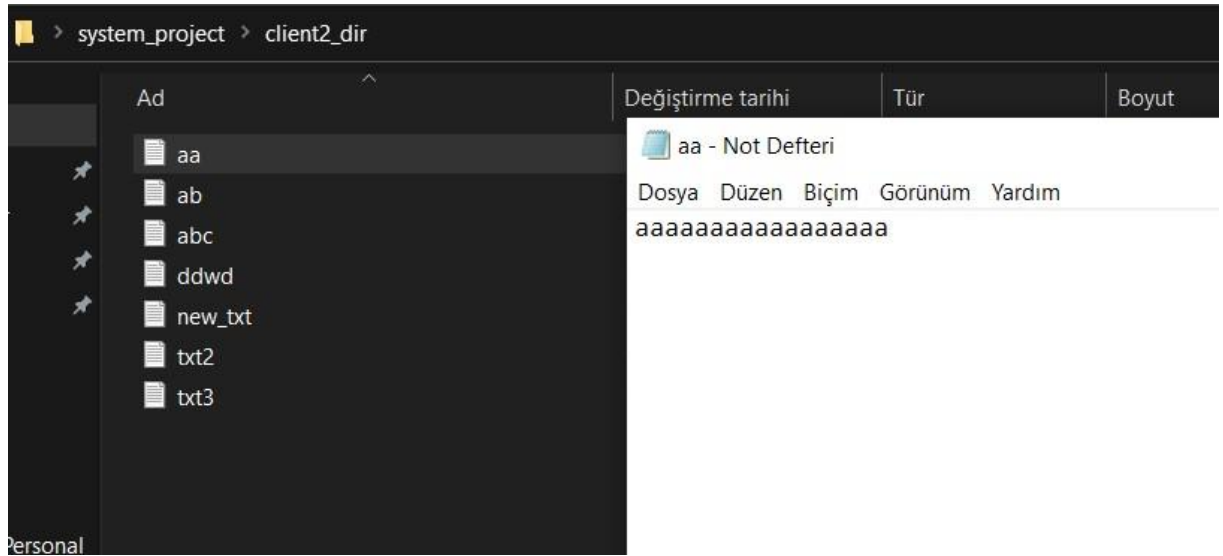 system_project > client2_dir
Ad
Değiştirme tarihi
Tür
Boyut
aa
ab
abc
ddwd
new_txt
txt2
txt3
aa - Not Defteri
Dosya Düzen Biçim Görünüm Yardım
aaaaaaaaaaaaaaaaa
Personal